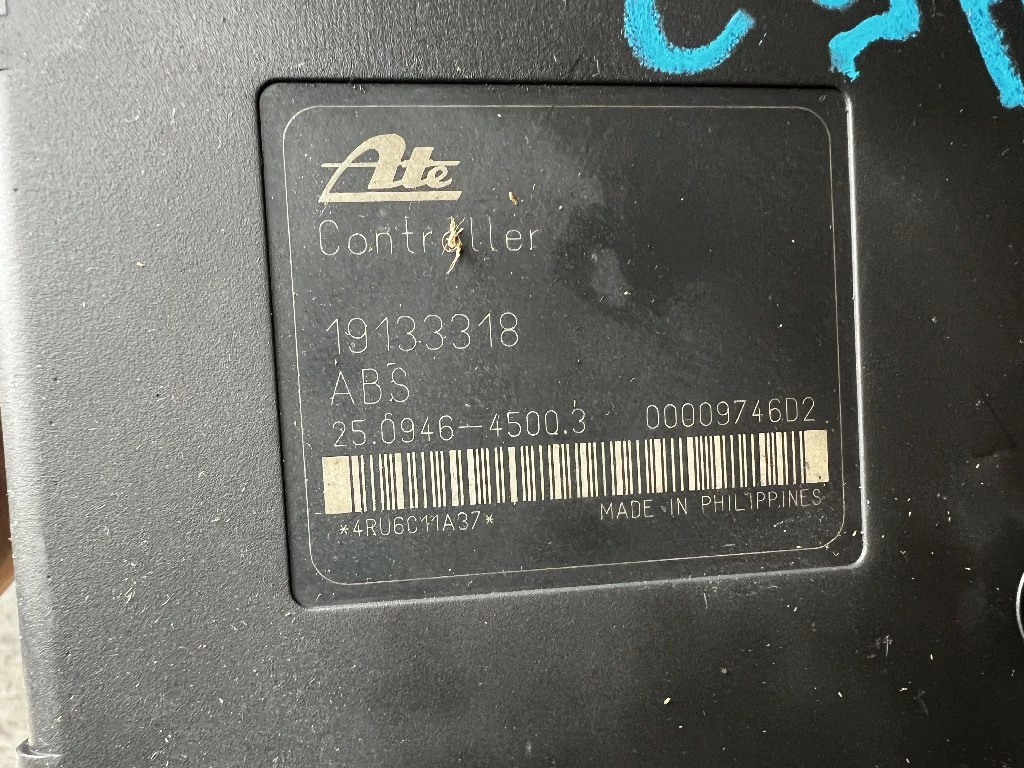 Ate
Controller
19133318
ABS
25.0946-4500.3 00009746D2
*4RU6C11A37* MADE IN PHILIPPINES